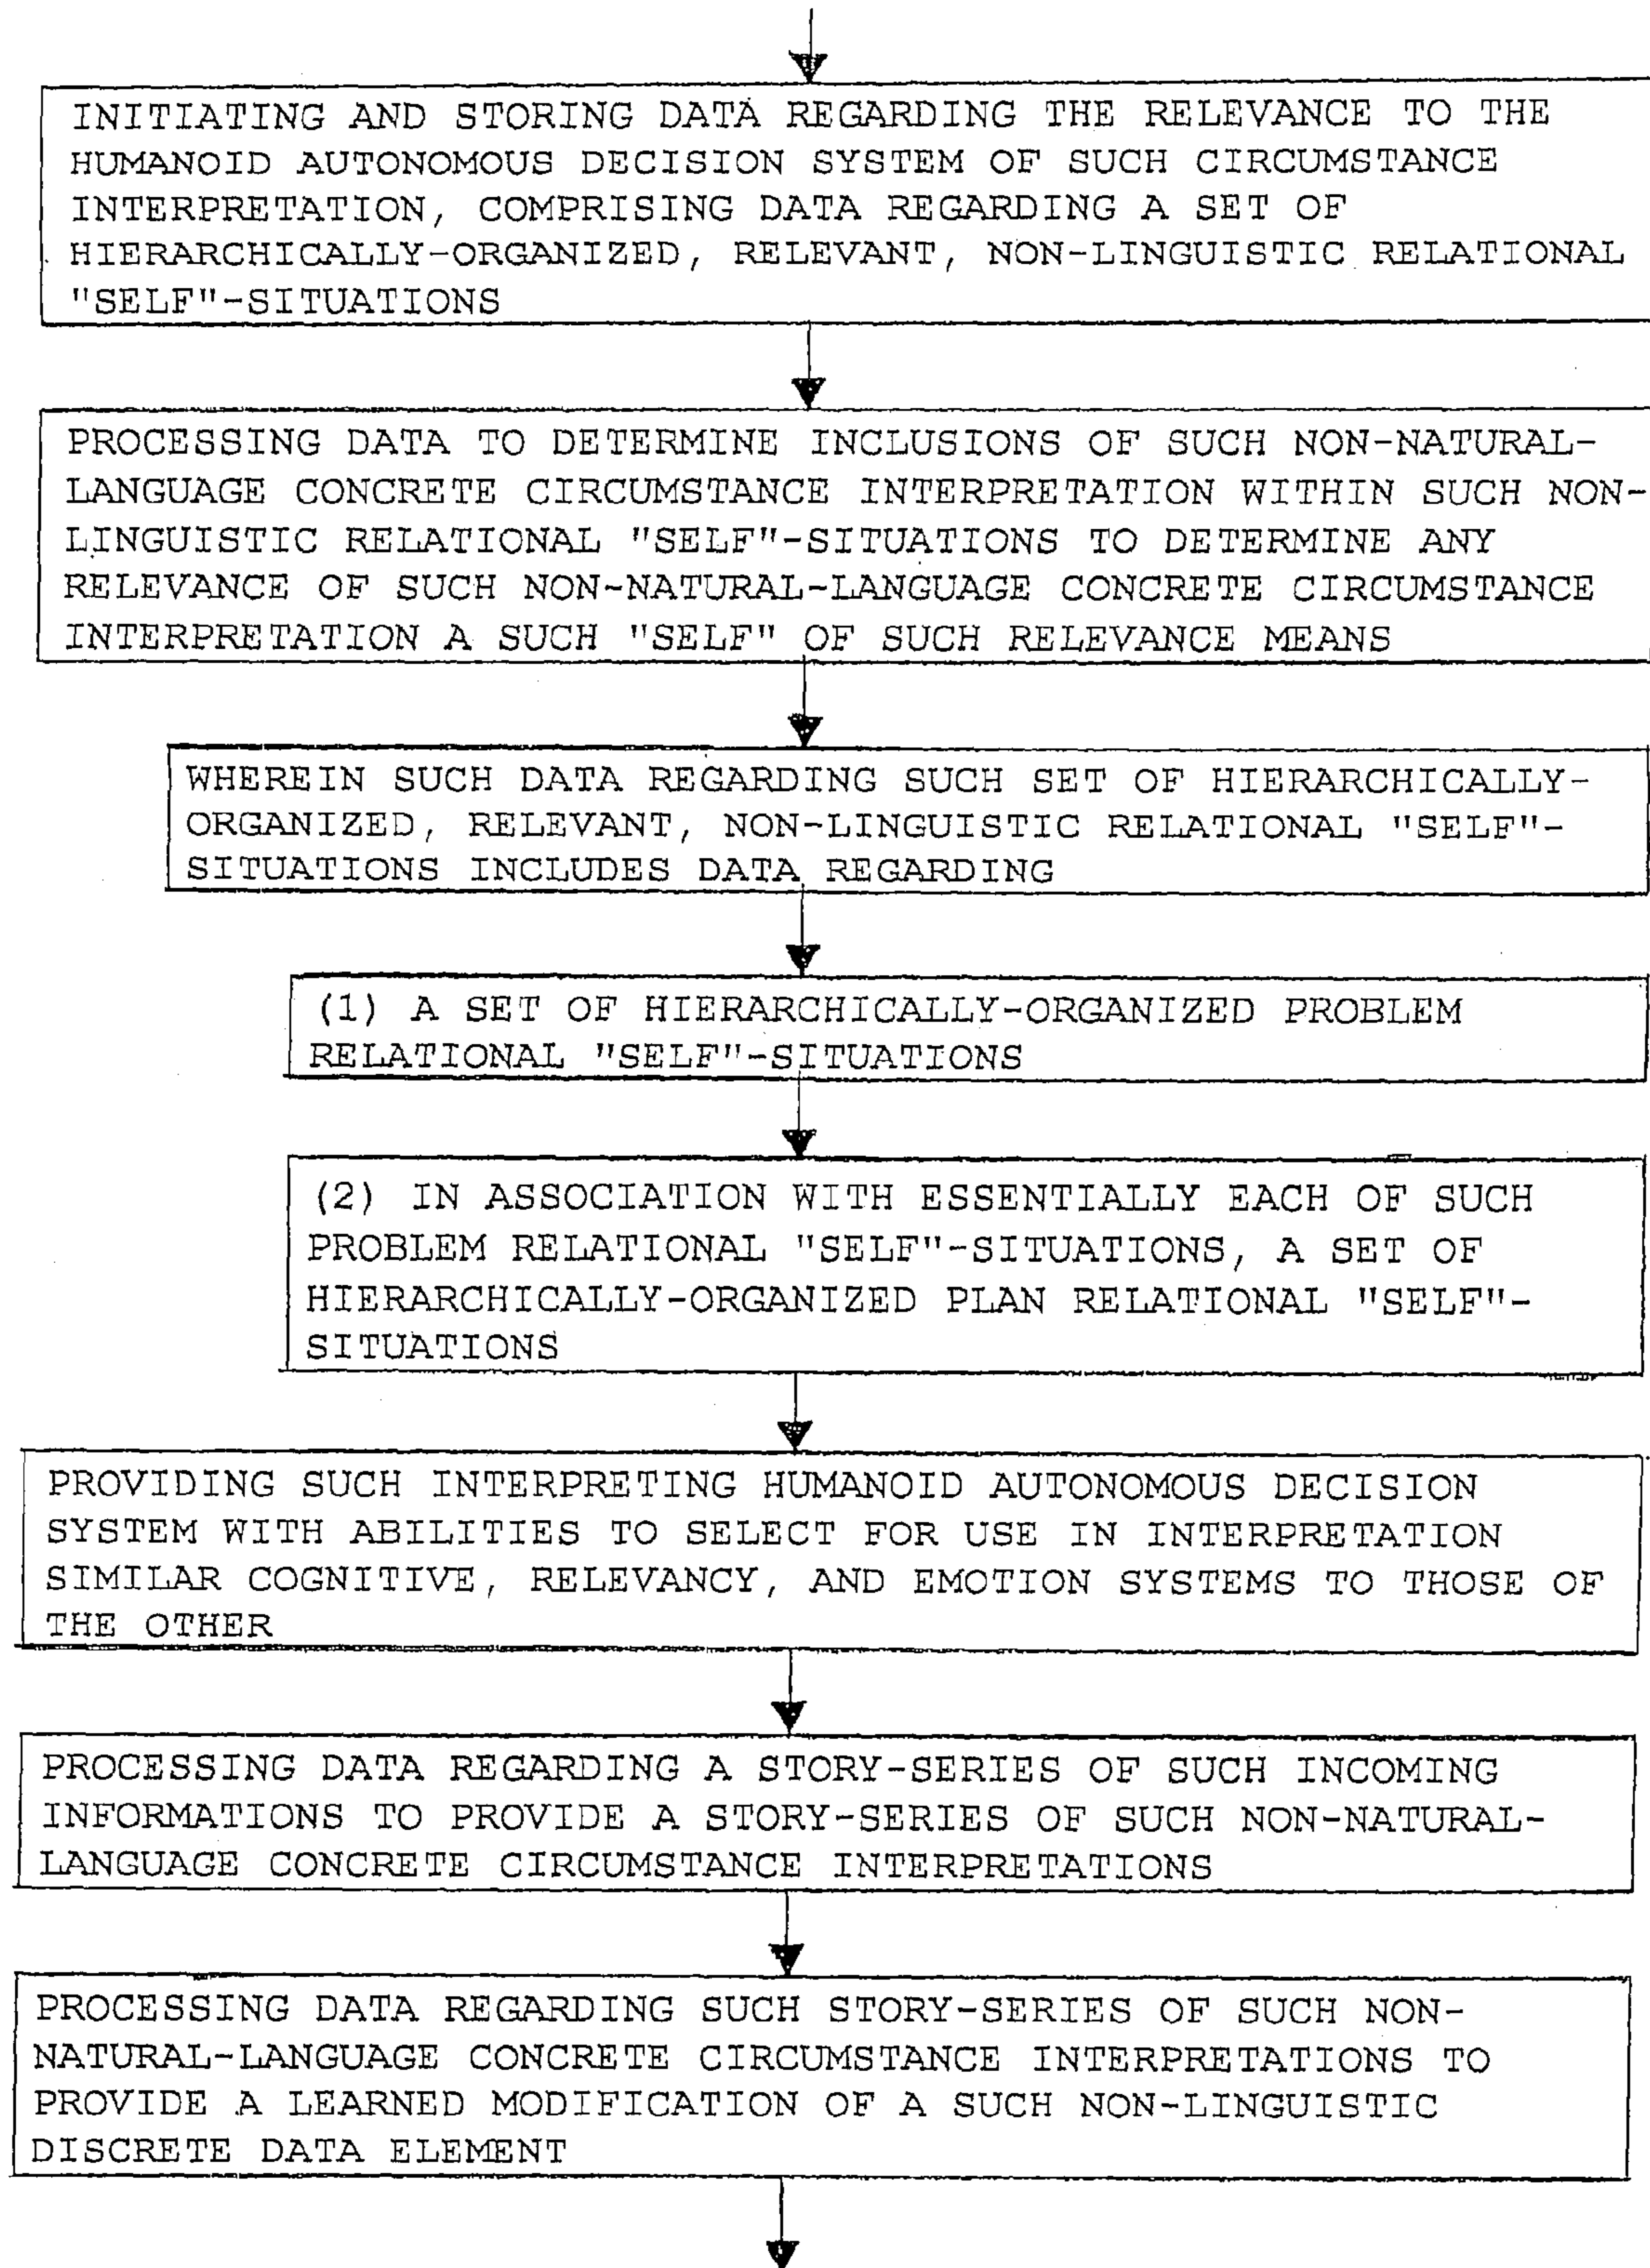 INITIATING AND STORING DATA REGARDING THE RELEVANCE TO THE
HUMANOID AUTONOMOUS DECISION SYSTEM OF SUCH CIRCUMSTANCE
INTERPRETATION, COMPRISING DATA REGARDING A SET OF
HIERARCHICALLY-ORGANIZED, RELEVANT, NON-LINGUISTIC RELATIONAL
"SELF"-SITUATIONS
PROCESSING DATA TO DETERMINE INCLUSIONS OF SUCH NON-NATURAL-
LANGUAGE CONCRETE CIRCUMSTANCE INTERPRETATION WITHIN SUCH NON-
LINGUISTIC RELATIONAL "SELF"-SITUATIONS TO DETERMINE ANY
RELEVANCE OF SUCH NON-NATURAL-LANGUAGE CONCRETE CIRCUMSTANCE
INTERPRETATION A SUCH "SELF" OF SUCH RELEVANCE MEANS
WHEREIN SUCH DATA REGARDING SUCH SET OF HIERARCHICALLY-
ORGANIZED, RELEVANT, NON-LINGUISTIC RELATIONAL "SELF"-
SITUATIONS INCLUDES DATA REGARDING
(1) A SET OF HIERARCHICALLY-ORGANIZED PROBLEM
RELATIONAL "SELF"-SITUATIONS
(2) IN ASSOCIATION WITH ESSENTIALLY EACH OF SUCH
PROBLEM RELATIONAL "SELF"-SITUATIONS, A SET OF
HIERARCHICALLY-ORGANIZED PLAN RELATIONAL "SELF"-
SITUATIONS
PROVIDING SUCH INTERPRETING HUMANOID AUTONOMOUS DECISION
SYSTEM WITH ABILITIES TO SELECT FOR USE IN INTERPRETATION
SIMILAR COGNITIVE, RELEVANCY, AND EMOTION SYSTEMS TO THOSE OF
THE OTHER
PROCESSING DATA REGARDING A STORY-SERIES OF SUCH INCOMING
INFORMATIONS TO PROVIDE A STORY-SERIES OF SUCH NON-NATURAL-
LANGUAGE CONCRETE CIRCUMSTANCE INTERPRETATIONS
PROCESSING DATA REGARDING SUCH STORY-SERIES OF SUCH NON-
NATURAL-LANGUAGE CONCRETE CIRCUMSTANCE INTERPRETATIONS TO
PROVIDE A LEARNED MODIFICATION OF A SUCH NON-LINGUISTIC
DISCRETE DATA ELEMENT